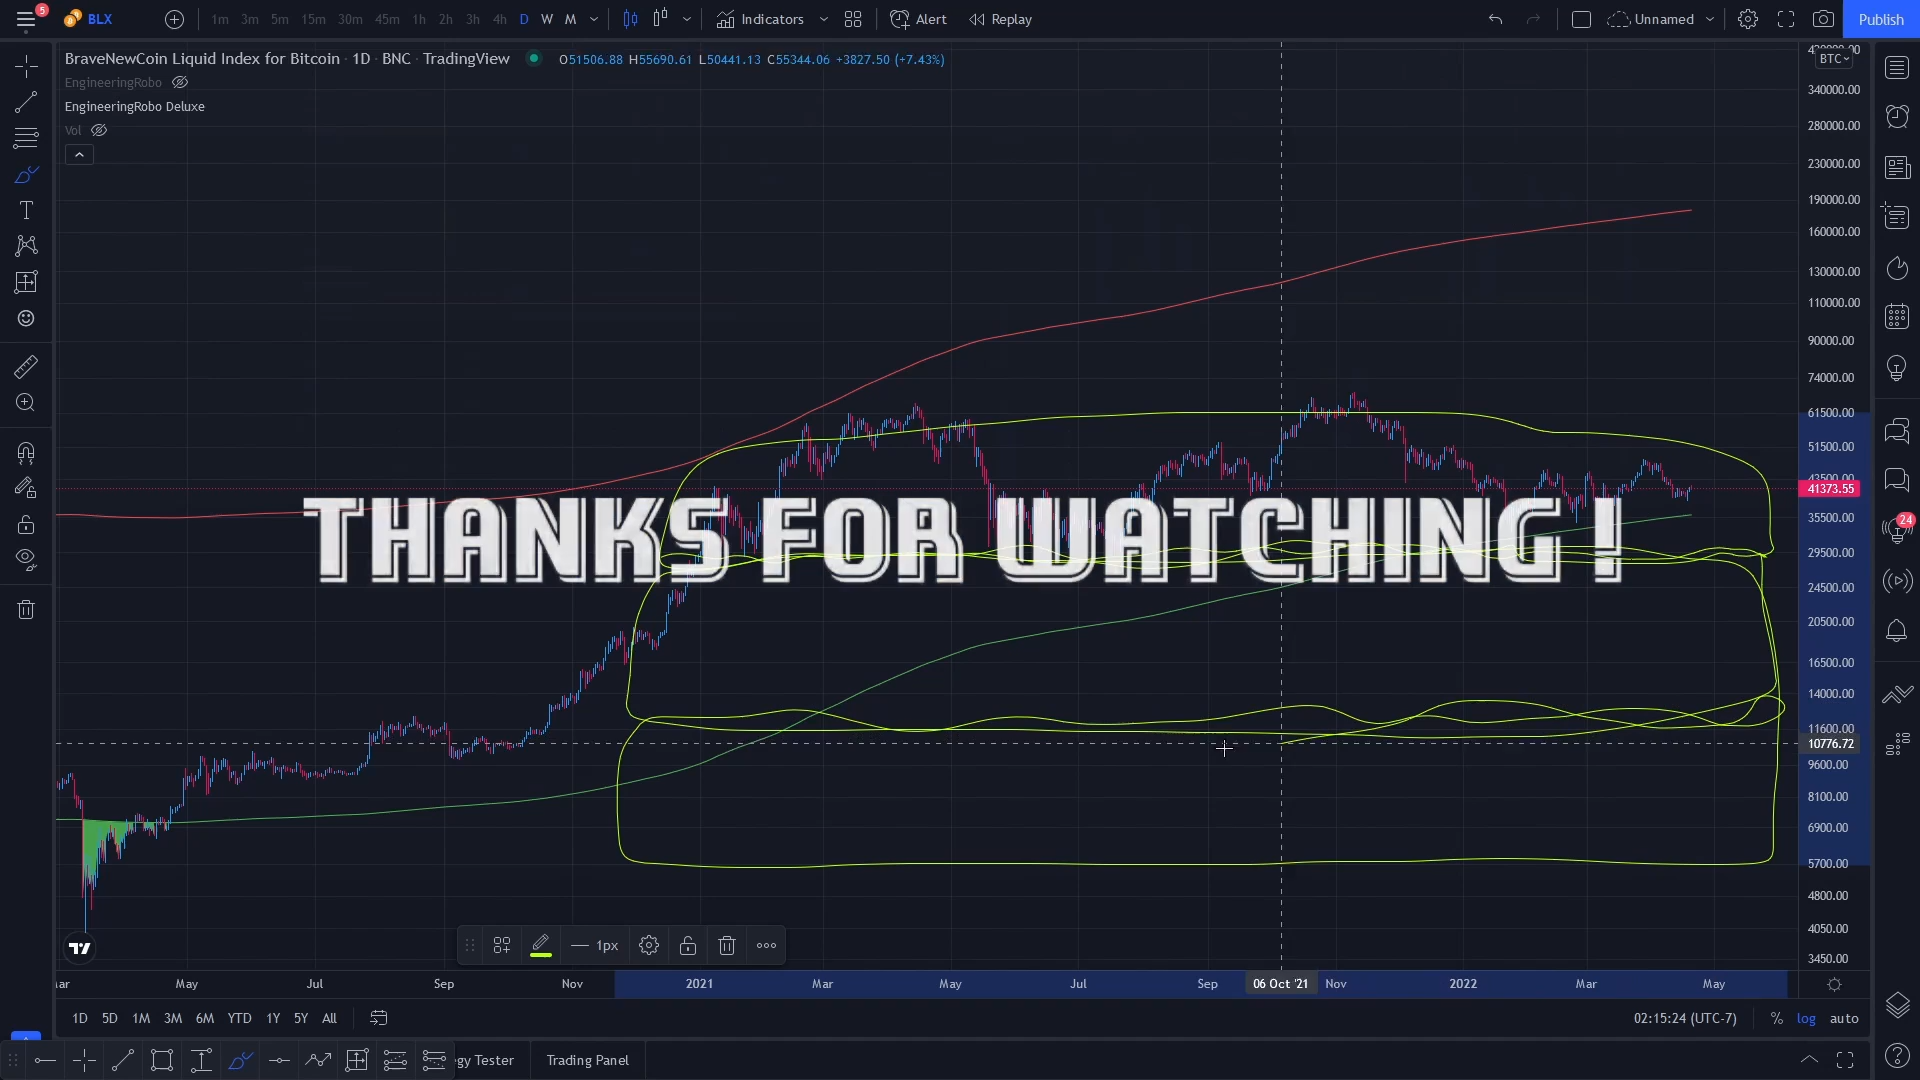 5
BLX
1m 3m 5m 15m 30m 45m 1h 2h 3h 4h D W M
Indicators
Alert
Replay
Unnamed
Publish
BraveNewCoin Liquid Index for Bitcoin · 1D · BNC · TradingView
O51506.88 H55690.61 L50441.13 C55344.06 +3827.50 (+7.43%)
EngineeringRobo
EngineeringRobo Deluxe
Vol
BTC
340000.00
280000.00
230000.00
190000.00
160000.00
130000.00
110000.00
90000.00
74000.00
61500.00
51500.00
41373.55
35500.00
29500.00
24500.00
20500.00
16500.00
14000.00
11600.00
10776.72
9600.00
8100.00
6900.00
5700.00
4800.00
4050.00
3450.00
24
THANKS FOR WATCHING !
1px
May Jul Sep Nov 2021 Mar May Jul Sep 06 Oct '21 Nov 2022 Mar May
1D 5D 1M 3M 6M YTD 1Y 5Y All
02:15:24 (UTC-7) % log auto
egy Tester
Trading Panel